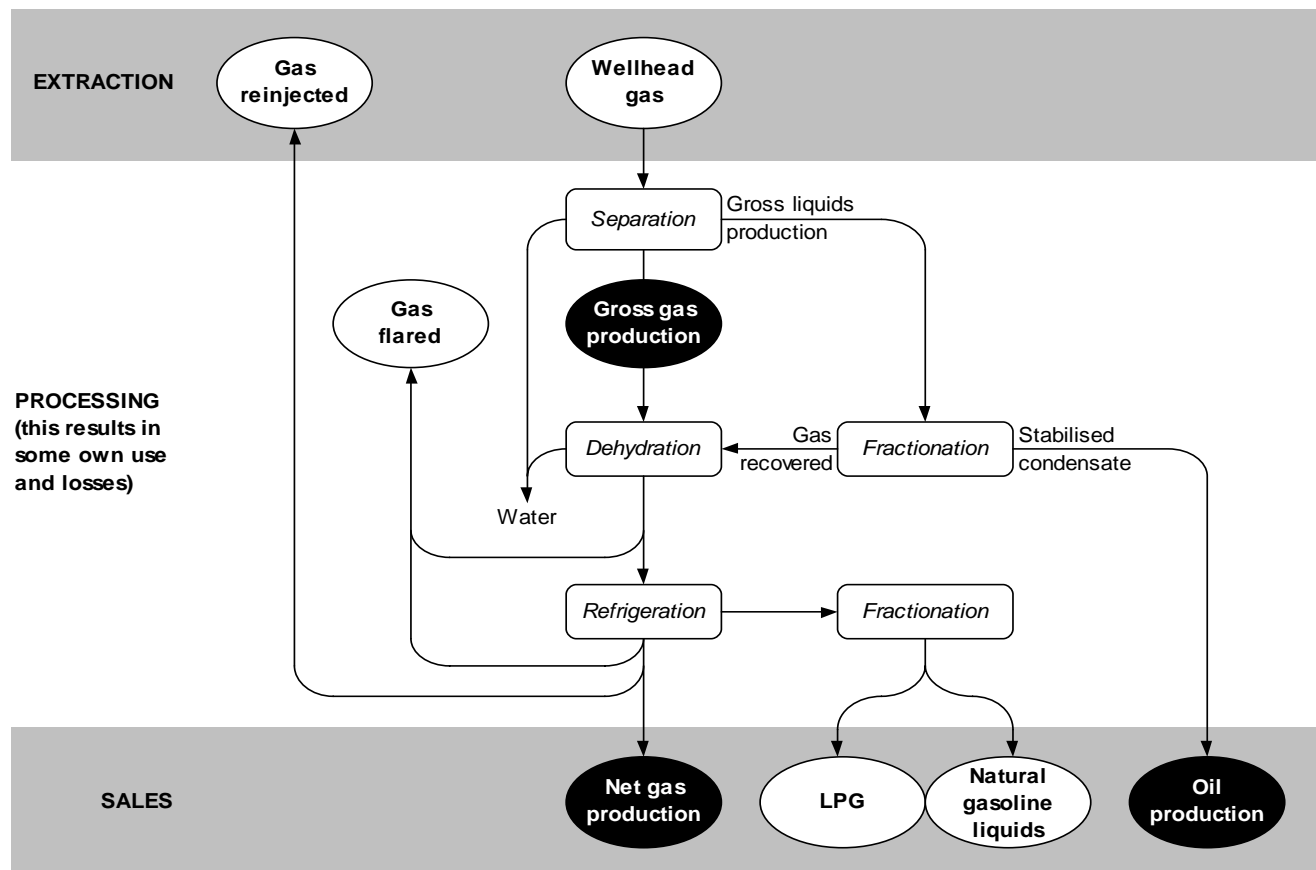 EXTRACTION
Gas
reinjected
Wellhead
gas
Separation
Gross liquids
production
Gas
flared
Gross gas
production
PROCESSING
(this results in
some own use
and losses)
Dehydration
Gas
recovered
Fractionation
Stabilised
condensate
Water
Refrigeration
Fractionation
SALES
Net gas
production
LPG
Natural
gasoline
liquids
Oil
production